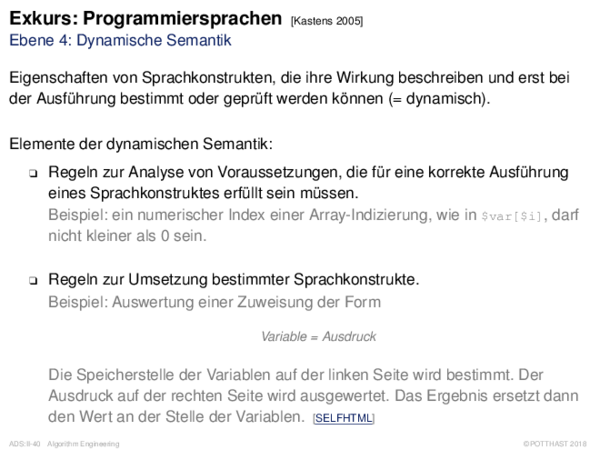 Exkurs: Programmiersprachen [Kastens 2005]
Ebene 4: Dynamische Semantik
Eigenschaften von Sprachkonstrukten, die ihre Wirkung beschreiben und erst bei
der Ausführung bestimmt oder geprüft werden können (= dynamisch).
Elemente der dynamischen Semantik:
❑ Regeln zur Analyse von Voraussetzungen, die für eine korrekte Ausführung
eines Sprachkonstruktes erfüllt sein müssen.
Beispiel: ein numerischer Index einer Array-Indizierung, wie in $var[$i], darf
nicht kleiner als 0 sein.
❑ Regeln zur Umsetzung bestimmter Sprachkonstrukte.
Beispiel: Auswertung einer Zuweisung der Form
Variable = Ausdruck
Die Speicherstelle der Variablen auf der linken Seite wird bestimmt. Der
Ausdruck auf der rechten Seite wird ausgewertet. Das Ergebnis ersetzt dann
den Wert an der Stelle der Variablen. [SELFHTML]
ADS:II-40 Algorithm Engineering ©POTTHAST 2018